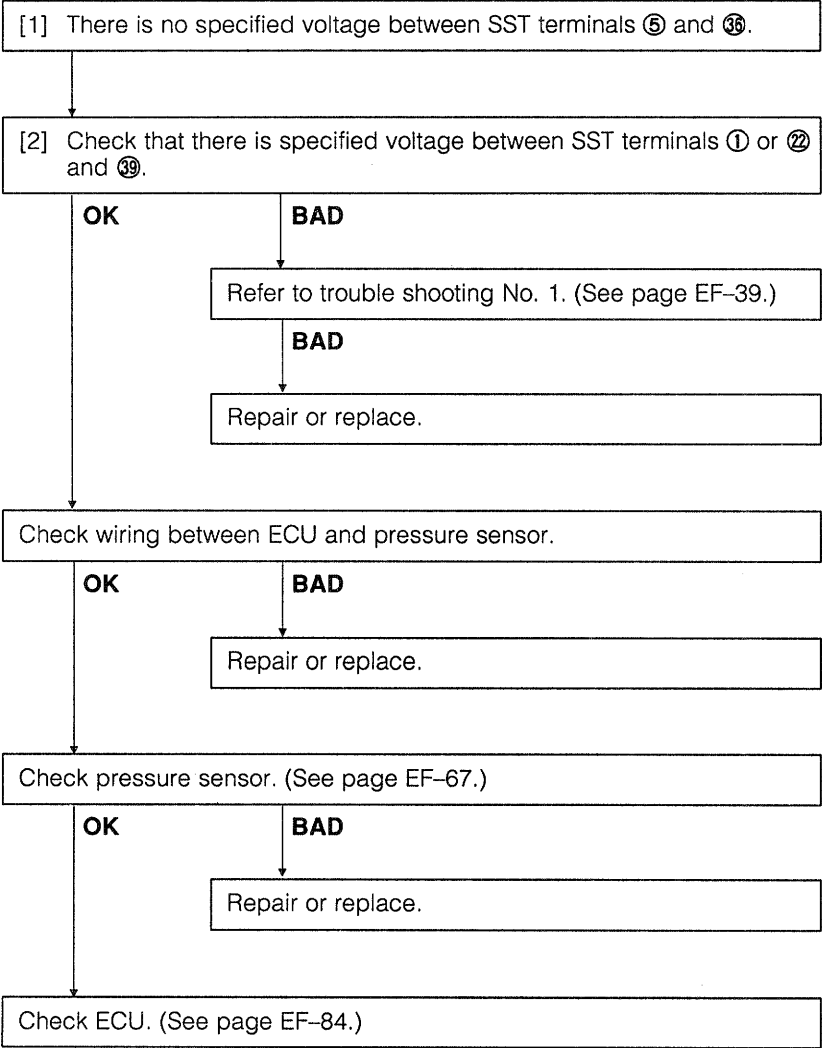 [1] There is no specified voltage between SST terminals ⑤ and ㊱.
[2] Check that there is specified voltage between SST terminals ① or ㉒
and ㊴.
OK BAD
Refer to trouble shooting No. 1. (See page EF–39.)
BAD
Repair or replace.
Check wiring between ECU and pressure sensor.
OK BAD
Repair or replace.
Check pressure sensor. (See page EF–67.)
OK BAD
Repair or replace.
Check ECU. (See page EF–84.)